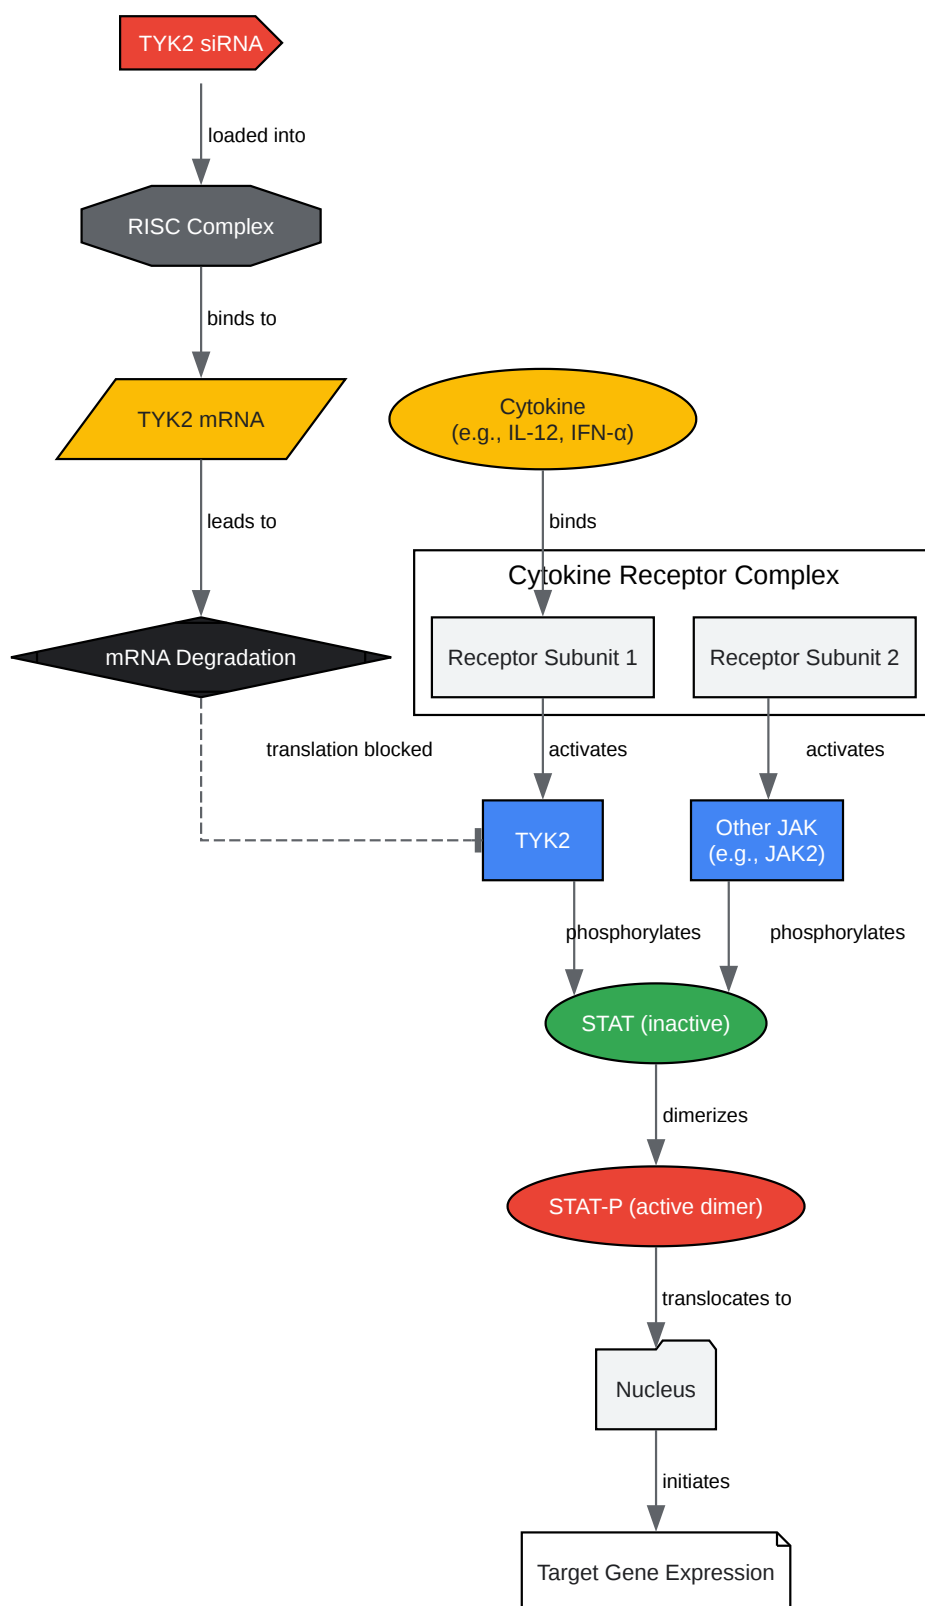 TYK2 siRNA
loaded into
RISC Complex
binds to
TYK2 mRNA
Cytokine
(e.g., IL-12, IFN-α)
leads to
binds
Cytokine Receptor Complex
mRNA Degradation
Receptor Subunit 1
Receptor Subunit 2
translation blocked
activates
activates
TYK2
Other JAK
(e.g., JAK2)
phosphorylates
phosphorylates
STAT (inactive)
dimerizes
STAT-P (active dimer)
translocates to
Nucleus
initiates
Target Gene Expression